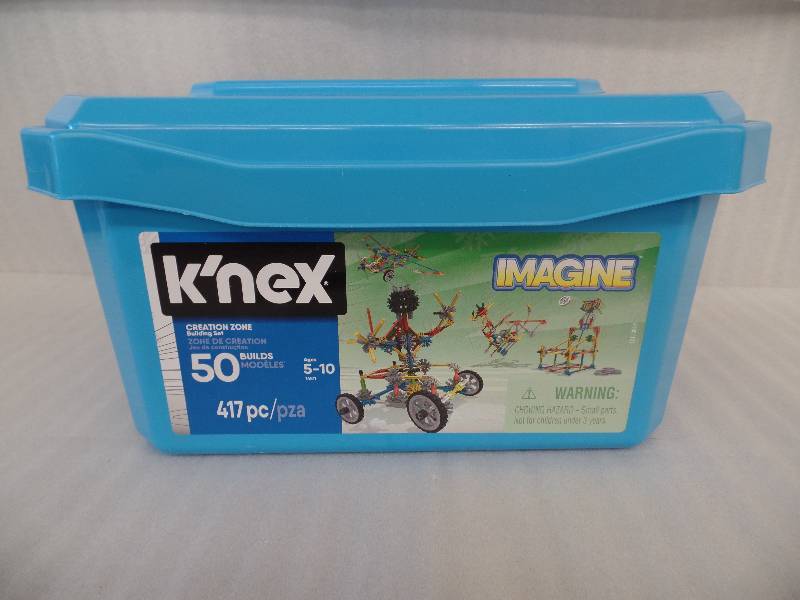 K'nex
CREATION ZONE
Building Set
ZONE DE CRÉATION
Jeu de construction
50 BUILDS
MODÈLES
Ages
5-10
417 pc/pza
IMAGINE
WARNING:
CHOKING HAZARD – Small parts.
Not for children under 3 years.